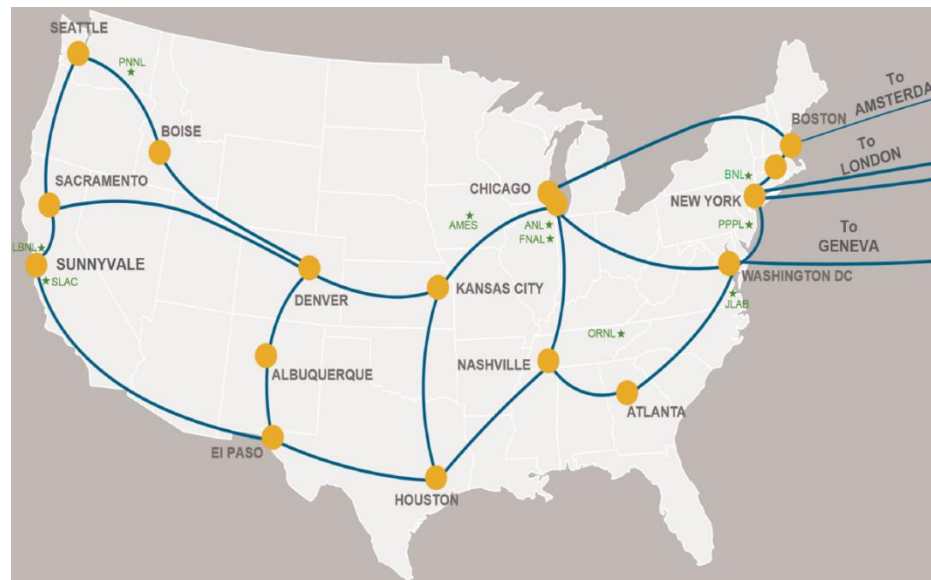 SEATTLE
PNNL
To
AMSTERDA
BOSTON
BOISE
To
LONDON
SACRAMENTO
CHICAGO
BNL
NEW YORK
AMES
ANL
FNAL
PPPL
To
GENEVA
LBNL
SUNNYVALE
SLAC
DENVER
KANSAS CITY
WASHINGTON DC
JLAB
ORNL
NASHVILLE
ALBUQUERQUE
ATLANTA
El PASO
HOUSTON